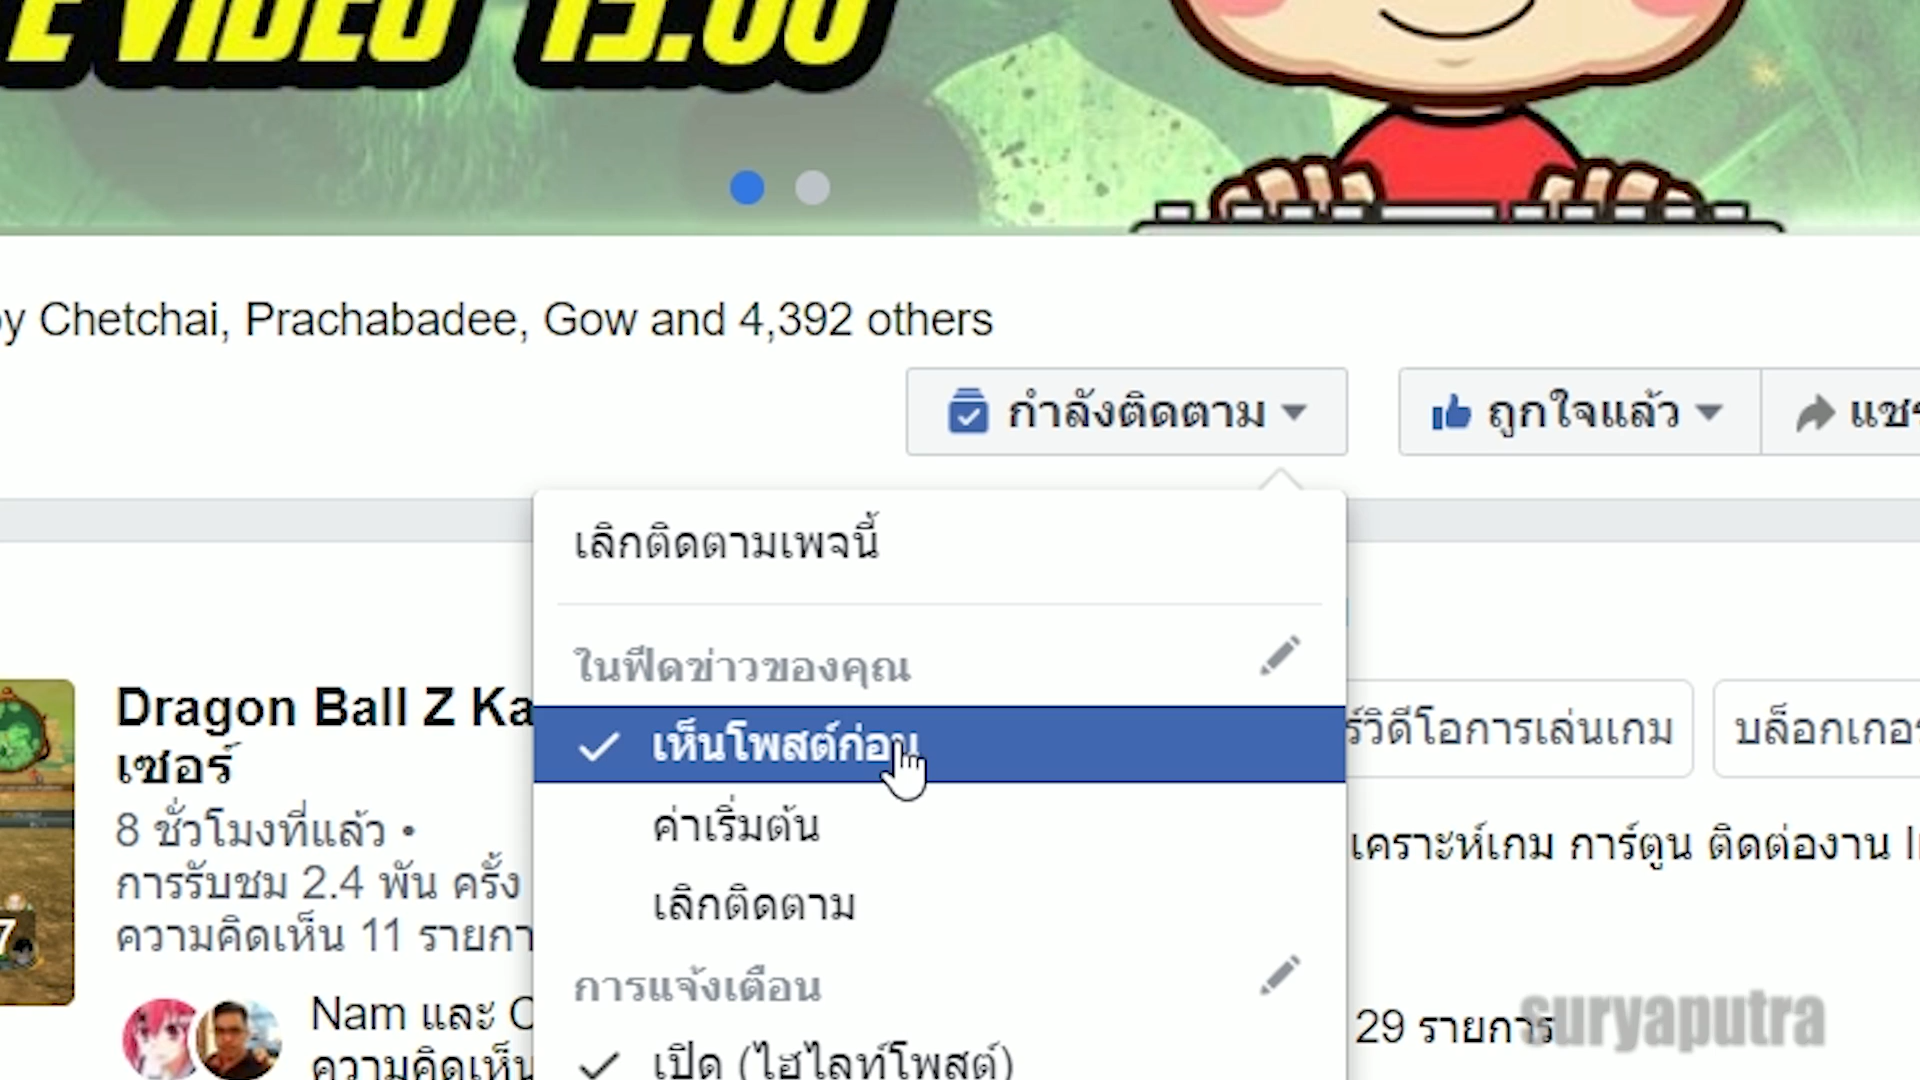 E VIDEO 15.00
by Chetchai, Prachabadee, Gow and 4,392 others
กำลังติดตาม
ถูกใจแล้ว
แชร
เลิกติดตามเพจนี้
ในฟีดข่าวของคุณ
เห็นโพสต์ก่อน
ค่าเริ่มต้น
เลิกติดตาม
การแจ้งเตือน
เปิด (ไฮไลท์โพสต์)
Dragon Ball Z Ka
เซอร์
8 ชั่วโมงที่แล้ว •
การรับชม 2.4 พัน ครั้ง
ความคิดเห็น 11 รายกา
7
Nam และ C
ความคิดเห็น
ร์วิดีโอการเล่นเกม
บล็อกเกอร
เคราะห์เกม การ์ตูน ติดต่องาน I
29 รายการ
suryaputra